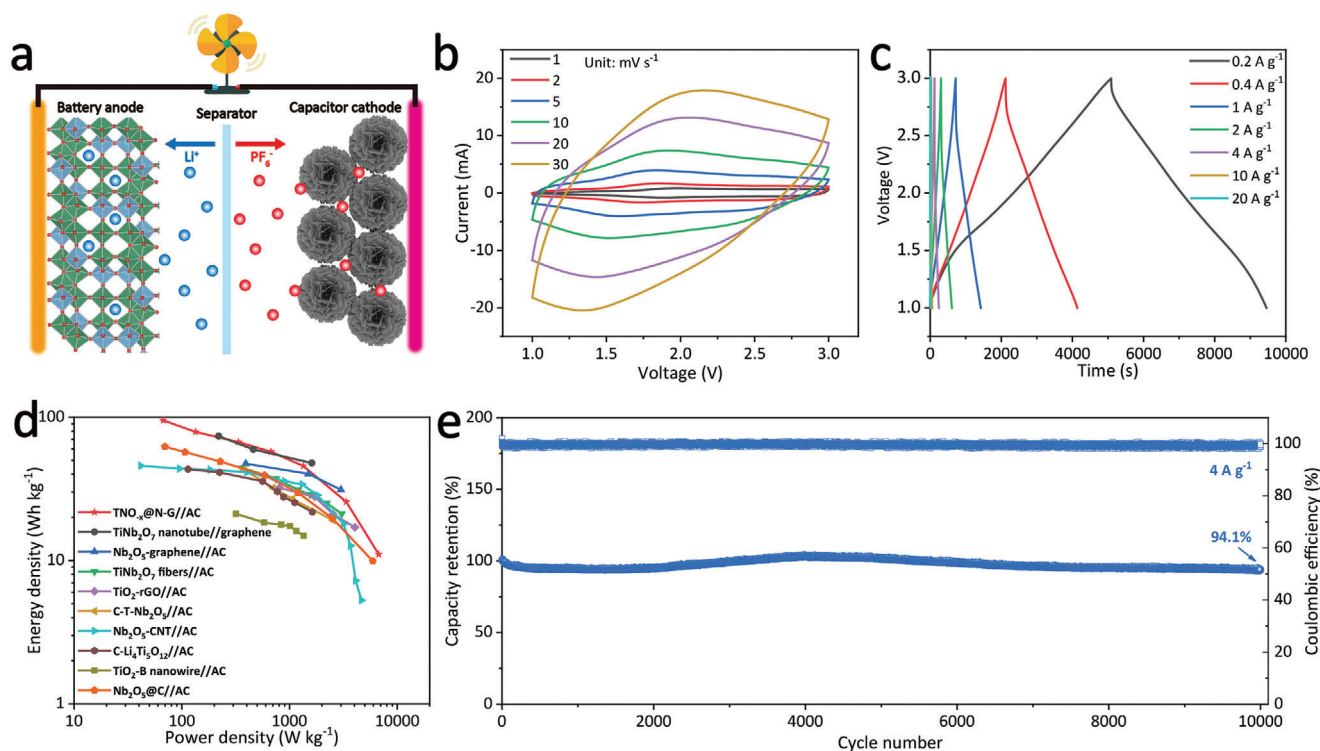 a
Battery anode
Separator
Capacitor cathode
Li⁺
PF₆⁻
b
1
2
5
10
20
30
Unit: mV s⁻¹
Current (mA)
20
10
0
-10
-20
1.0
1.5
2.0
2.5
3.0
Voltage (V)
c
0.2 A g⁻¹
0.4 A g⁻¹
1 A g⁻¹
2 A g⁻¹
4 A g⁻¹
10 A g⁻¹
20 A g⁻¹
Voltage (V)
3.0
2.5
2.0
1.5
1.0
0
2000
4000
6000
8000
10000
Time (s)
d
Energy density (Wh kg⁻¹)
100
10
1
TNO₋ₓ@N-G//AC
TiNb₂O₇ nanotube//graphene
Nb₂O₅-graphene//AC
TiNb₂O₇ fibers//AC
TiO₂-rGO//AC
C-T-Nb₂O₅//AC
Nb₂O₅-CNT//AC
C-Li₄Ti₅O₁₂//AC
TiO₂-B nanowire//AC
Nb₂O₅@C//AC
10
100
1000
10000
Power density (W kg⁻¹)
e
Capacity retention (%)
200
175
150
125
100
75
50
25
0
4 A g⁻¹
94.1%
Coulombic efficiency (%)
100
80
60
40
20
0
0
2000
4000
6000
8000
10000
Cycle number